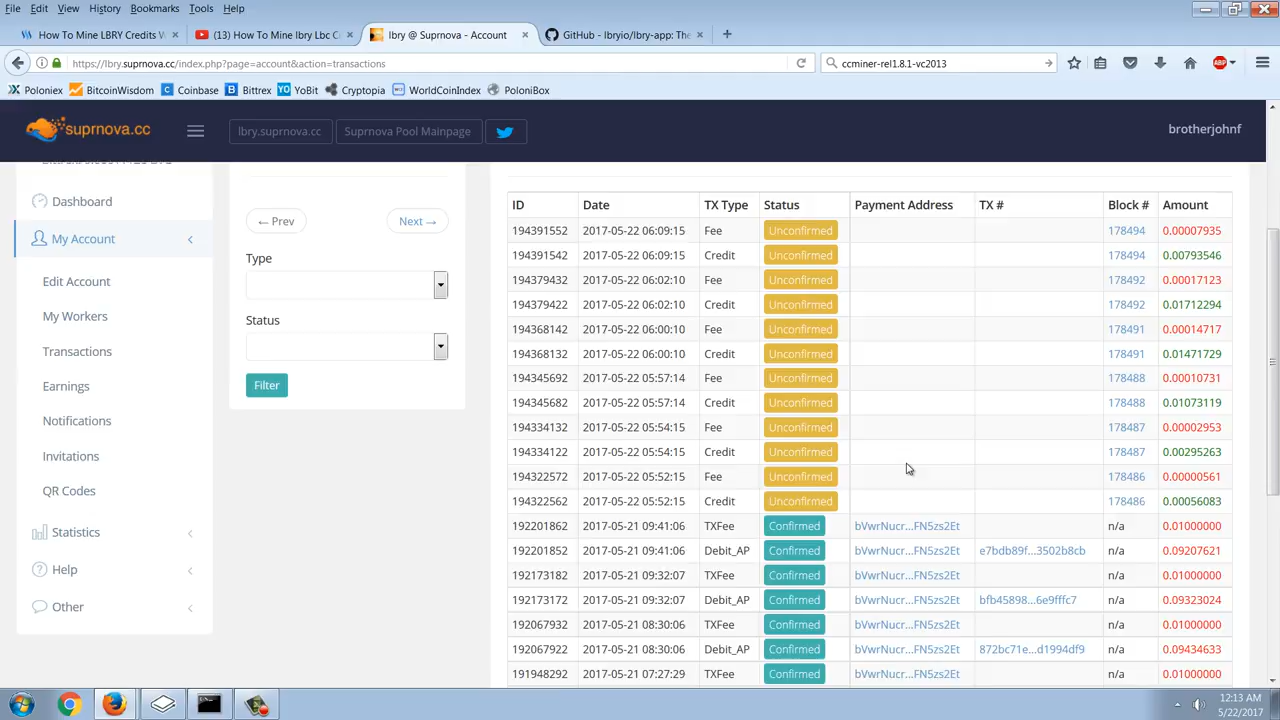 File Edit View History Bookmarks Tools Help
How To Mine LBRY Credits V
(13) How To Mine lbry Lbc C
lbry @ Suprnova - Account
GitHub - lbryio/lbry-app: The
https://lbry.suprnova.cc/index.php?page=account&action=transactions
ccminer-rel1.8.1-vc2013
ABP
Poloniex BitcoinWisdom Coinbase Bittrex YoBit Cryptopia WorldCoinIndex PoloniBox
suprnova.cc
lbry.suprnova.cc
Suprnova Pool Mainpage
brotherjohnf
Dashboard
My Account
Edit Account
My Workers
Transactions
Earnings
Notifications
Invitations
QR Codes
Statistics
Help
Other
← Prev
Next →
Type
Status
Filter
ID Date TX Type Status Payment Address TX # Block # Amount
194391552 2017-05-22 06:09:15 Fee Unconfirmed 178494 0.00007935
194391542 2017-05-22 06:09:15 Credit Unconfirmed 178494 0.00793546
194379432 2017-05-22 06:02:10 Fee Unconfirmed 178492 0.00017123
194379422 2017-05-22 06:02:10 Credit Unconfirmed 178492 0.01712294
194368142 2017-05-22 06:00:10 Fee Unconfirmed 178491 0.00014717
194368132 2017-05-22 06:00:10 Credit Unconfirmed 178491 0.01471729
194345692 2017-05-22 05:57:14 Fee Unconfirmed 178488 0.00010731
194345682 2017-05-22 05:57:14 Credit Unconfirmed 178488 0.01073119
194334132 2017-05-22 05:54:15 Fee Unconfirmed 178487 0.00002953
194334122 2017-05-22 05:54:15 Credit Unconfirmed 178487 0.00295263
194322572 2017-05-22 05:52:15 Fee Unconfirmed 178486 0.00000561
194322562 2017-05-22 05:52:15 Credit Unconfirmed 178486 0.00056083
192201862 2017-05-21 09:41:06 TXFee Confirmed bVwrNucr...FN5zs2Et n/a 0.01000000
192201852 2017-05-21 09:41:06 Debit_AP Confirmed bVwrNucr...FN5zs2Et e7bdb89f...3502b8cb n/a 0.09207621
192173182 2017-05-21 09:32:07 TXFee Confirmed bVwrNucr...FN5zs2Et n/a 0.01000000
192173172 2017-05-21 09:32:07 Debit_AP Confirmed bVwrNucr...FN5zs2Et bfb45898...6e9fffc7 n/a 0.09323024
192067932 2017-05-21 08:30:06 TXFee Confirmed bVwrNucr...FN5zs2Et n/a 0.01000000
192067922 2017-05-21 08:30:06 Debit_AP Confirmed bVwrNucr...FN5zs2Et 872bc71e...d1994df9 n/a 0.09434633
191948292 2017-05-21 07:27:29 TXFee Confirmed bVwrNucr...FN5zs2Et n/a 0.01000000
12:13 AM
5/22/2017